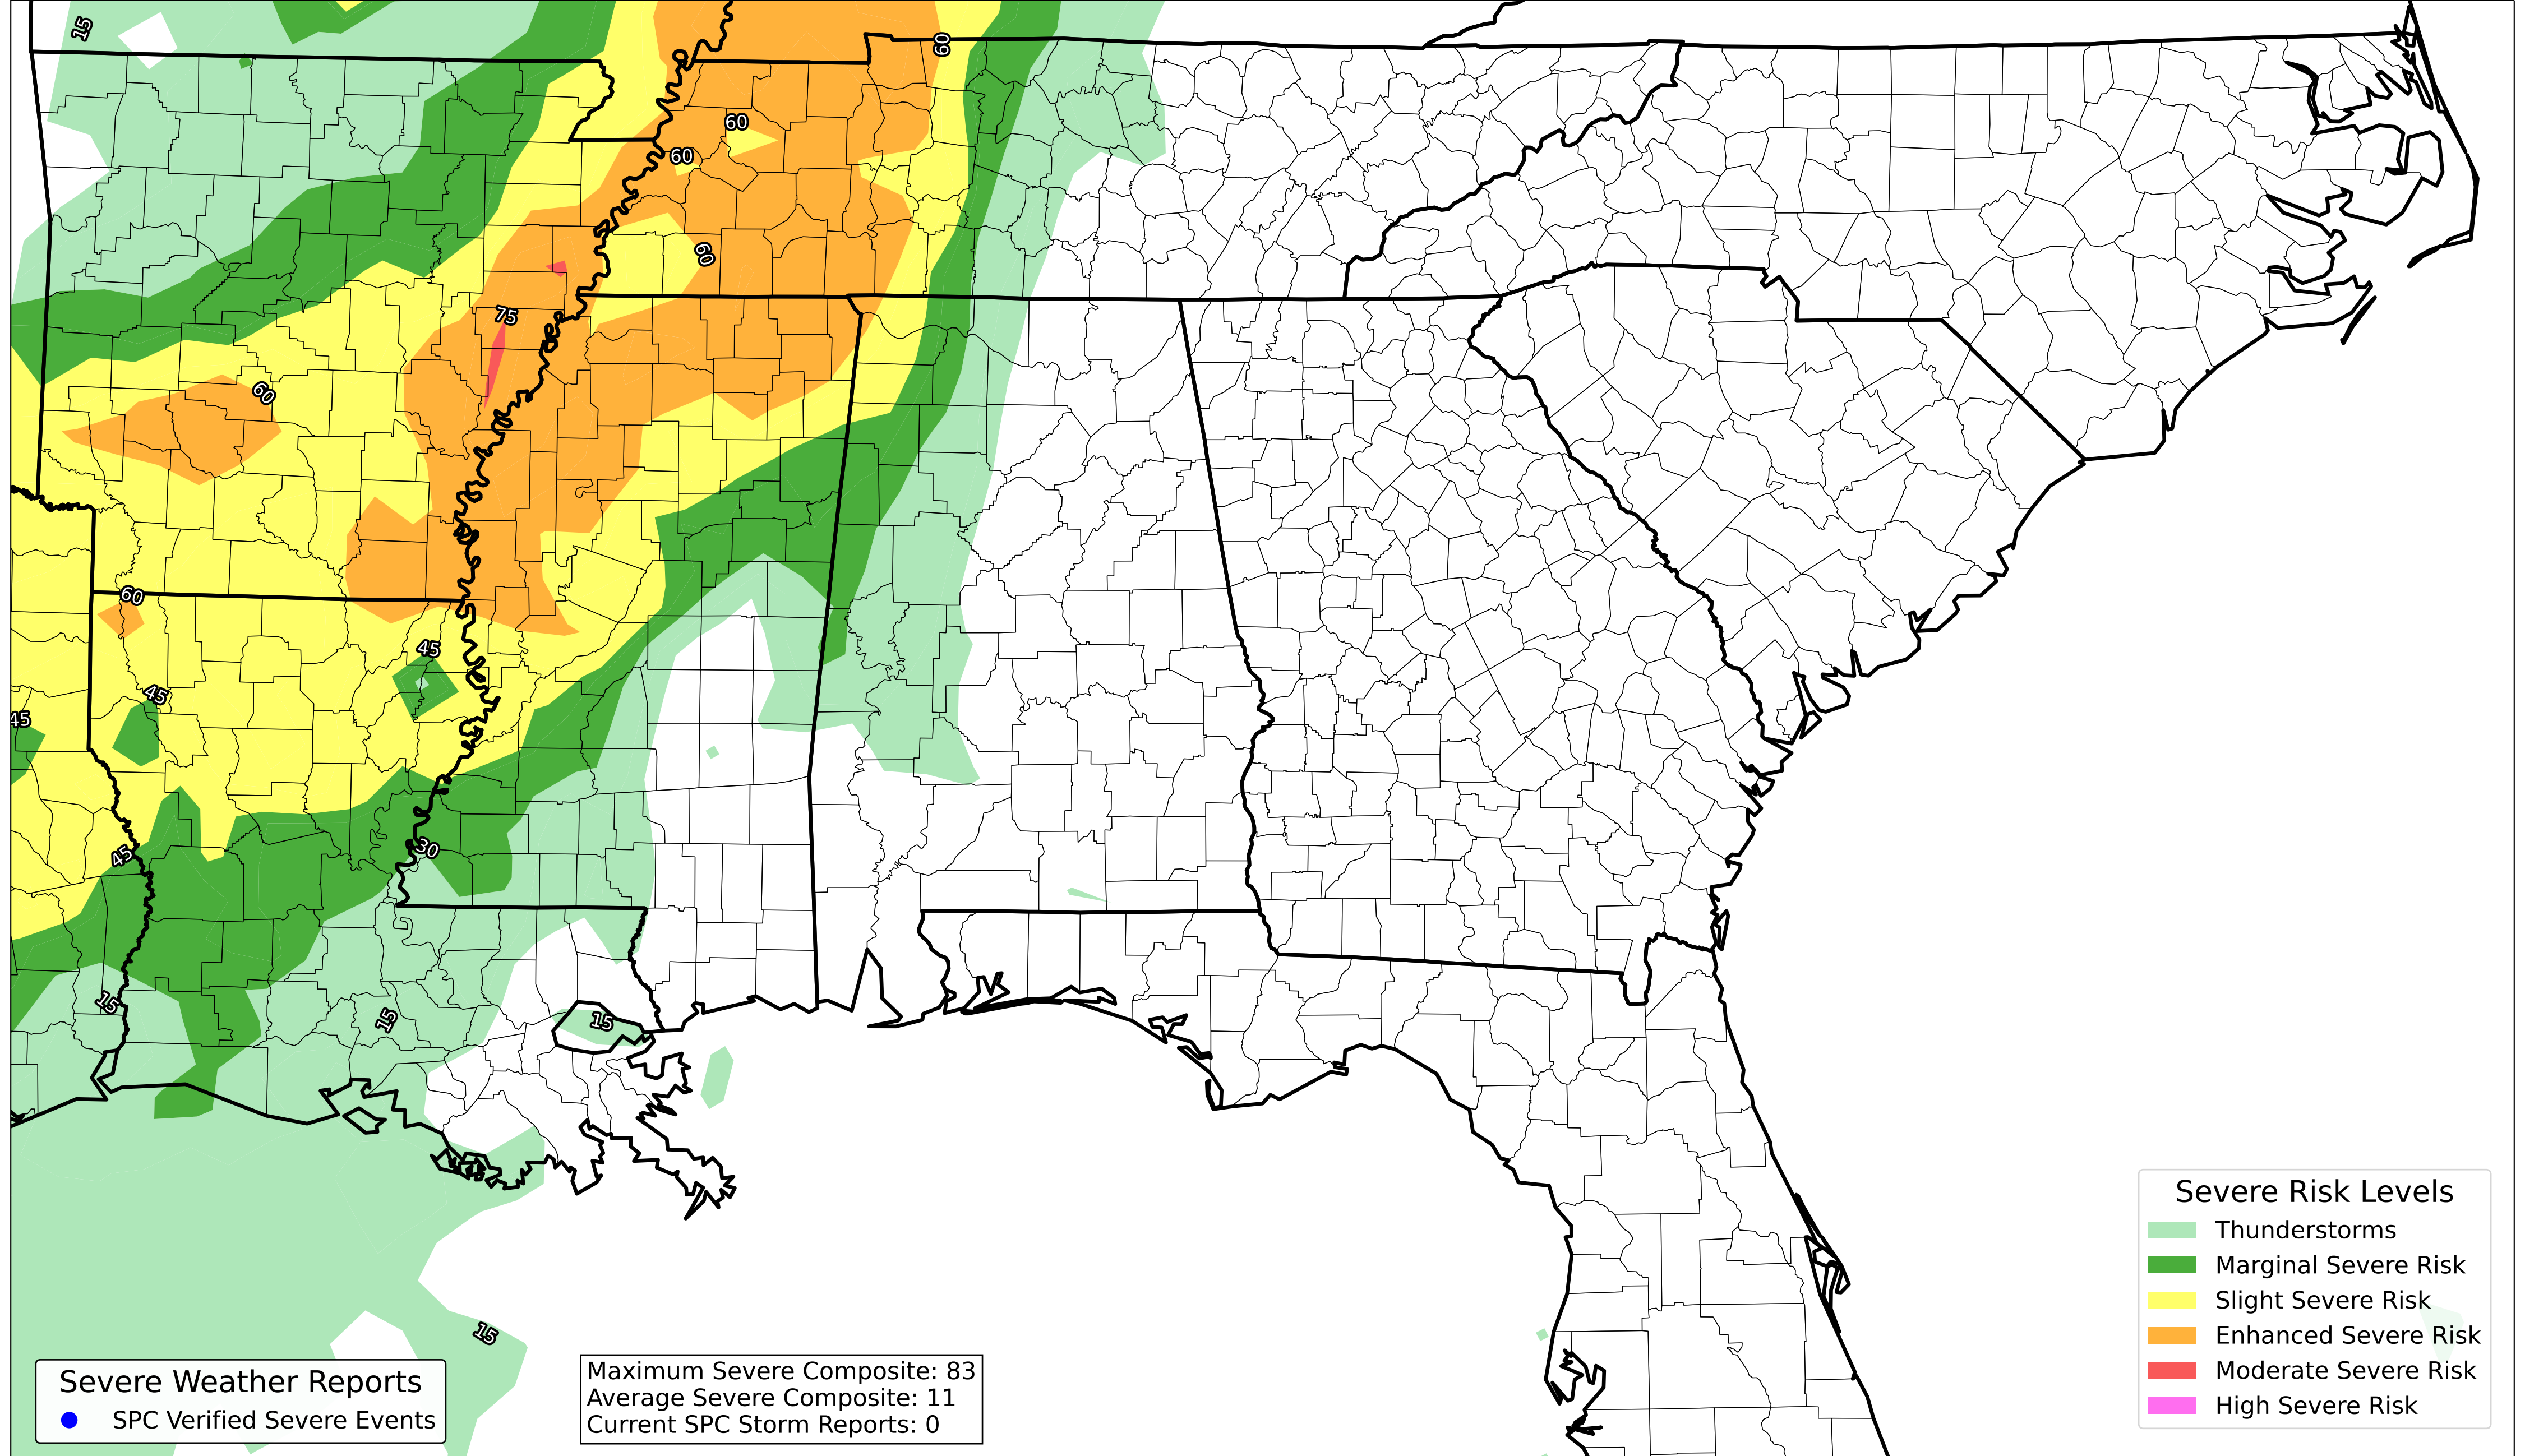 15
60
60
60
60
75
60
60
45
45
45
45
30
15
15
15
15
Severe Risk Levels
Thunderstorms
Marginal Severe Risk
Slight Severe Risk
Enhanced Severe Risk
Moderate Severe Risk
High Severe Risk
Severe Weather Reports
SPC Verified Severe Events
Maximum Severe Composite: 83
Average Severe Composite: 11
Current SPC Storm Reports: 0